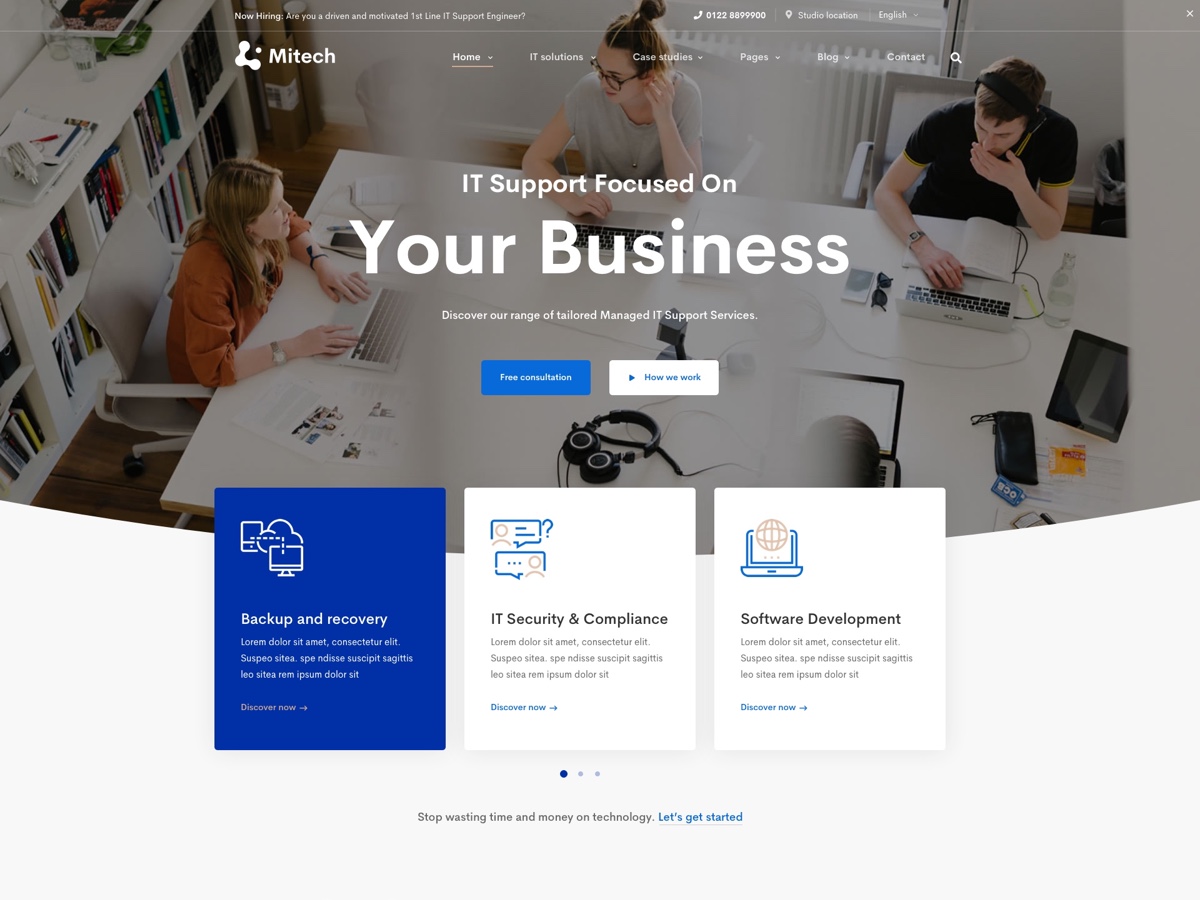 Now Hiring: Are you a driven and motivated 1st Line IT Support Engineer?
0122 8899900
Studio location
English
Mitech
Home
IT solutions
Case studies
Pages
Blog
Contact
IT Support Focused On
Your Business
Discover our range of tailored Managed IT Support Services.
Free consultation
How we work
Backup and recovery
Lorem dolor sit amet, consectetur elit.
Suspeo sitea. spe ndisse suscipit sagittis
leo sitea rem ipsum dolor sit
Discover now →
IT Security & Compliance
Lorem dolor sit amet, consectetur elit.
Suspeo sitea. spe ndisse suscipit sagittis
leo sitea rem ipsum dolor sit
Discover now →
Software Development
Lorem dolor sit amet, consectetur elit.
Suspeo sitea. spe ndisse suscipit sagittis
leo sitea rem ipsum dolor sit
Discover now →
Stop wasting time and money on technology. Let's get started